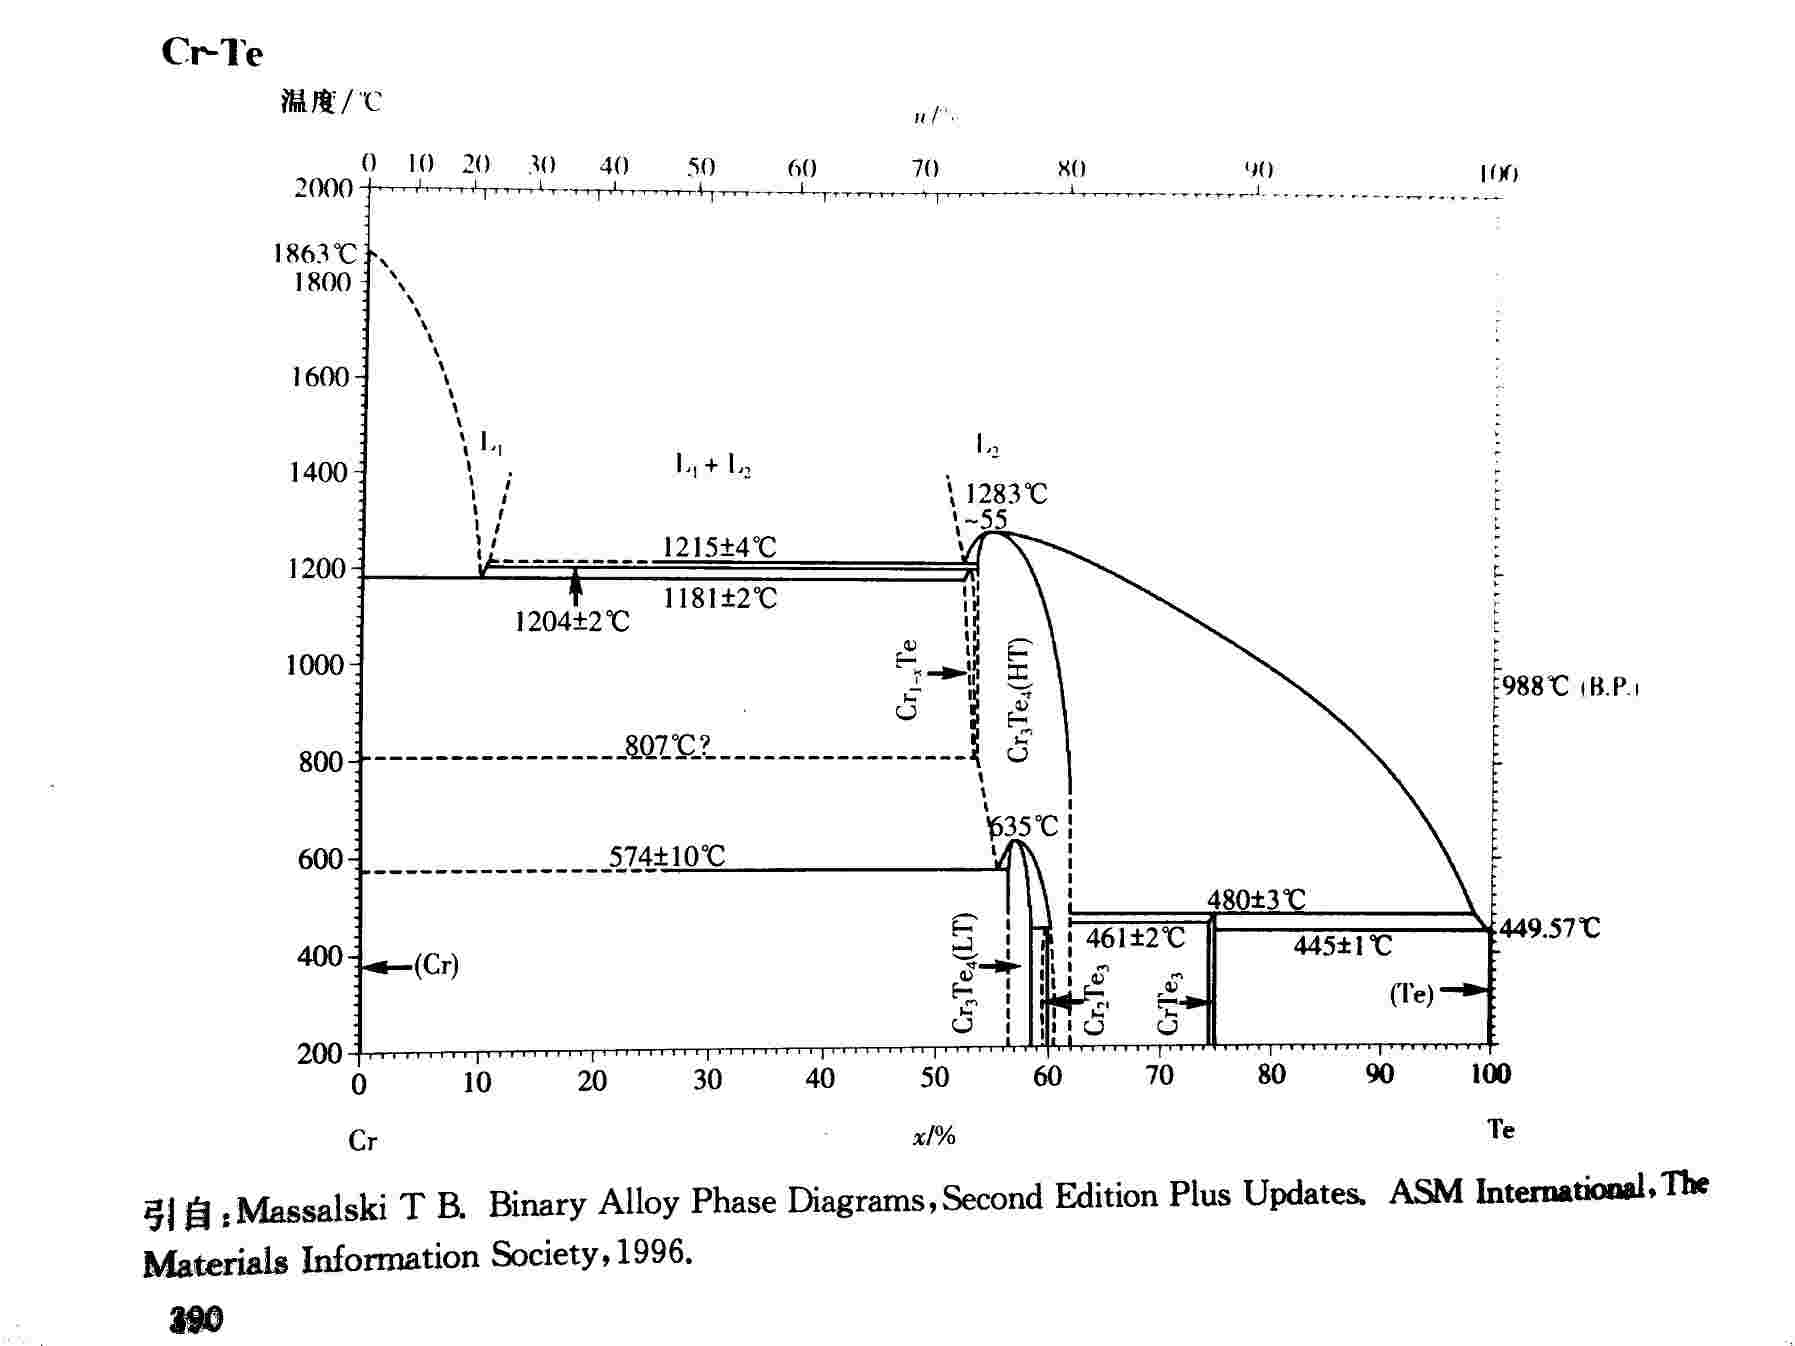 Cr-Te
温度/℃
0 10 20 30 40 50 60 70 80 90 100
2000
1863℃
1800
1600
L₁
L₂
L₁+L₂
1400
1283℃
~55
1215±4℃
1200
1181±2℃
1204±2℃
Cr₁₋ₓTe
Cr₃Te₄(HT)
1000
988℃ (B.P.)
807℃?
800
635℃
600
574±10℃
480±3℃
449.57℃
461±2℃
445±1℃
400
(Cr)
Cr₃Te₄(LT)
Cr₂Te₃
CrTe₃
(Te)
200
0 10 20 30 40 50 60 70 80 90 100
Cr
x/%
Te
引自:Massalski T B. Binary Alloy Phase Diagrams,Second Edition Plus Updates. ASM International,The
Materials Information Society,1996.
390